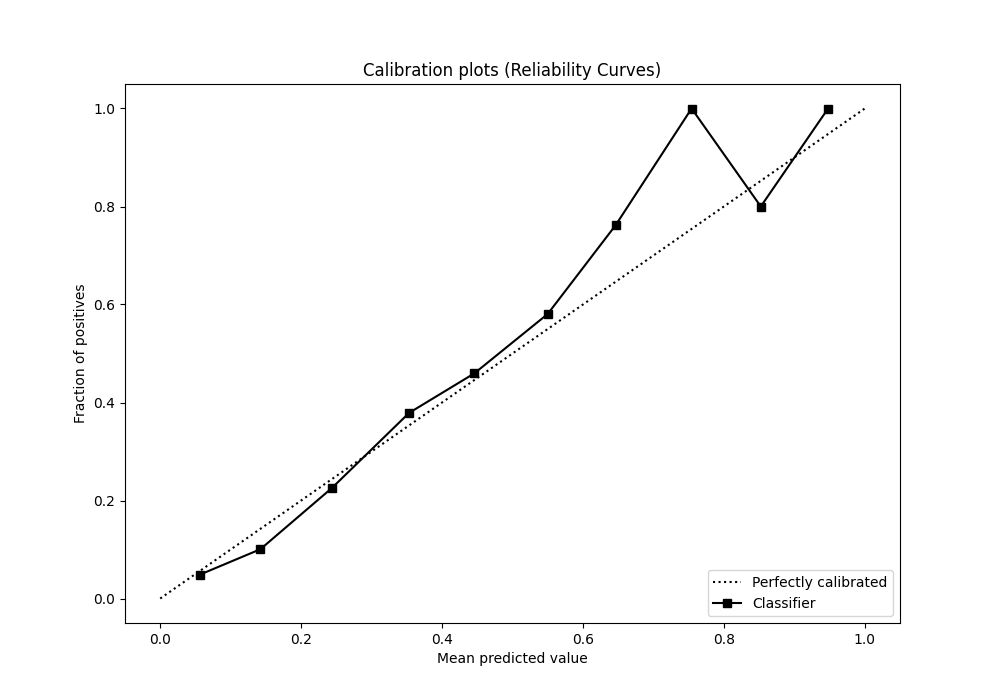 Calibration plots (Reliability Curves)
1.0
0.8
0.6
0.4
0.2
0.0
Fraction of positives
0.0 0.2 0.4 0.6 0.8 1.0
Mean predicted value
Perfectly calibrated
Classifier